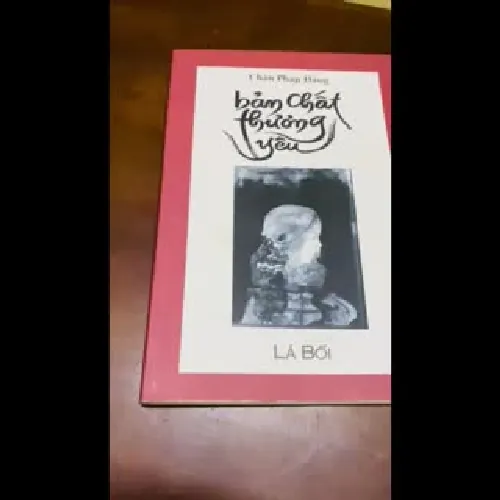 Chân Pháp Đăng
bản chất
thương
yêu
LÁ BỐI